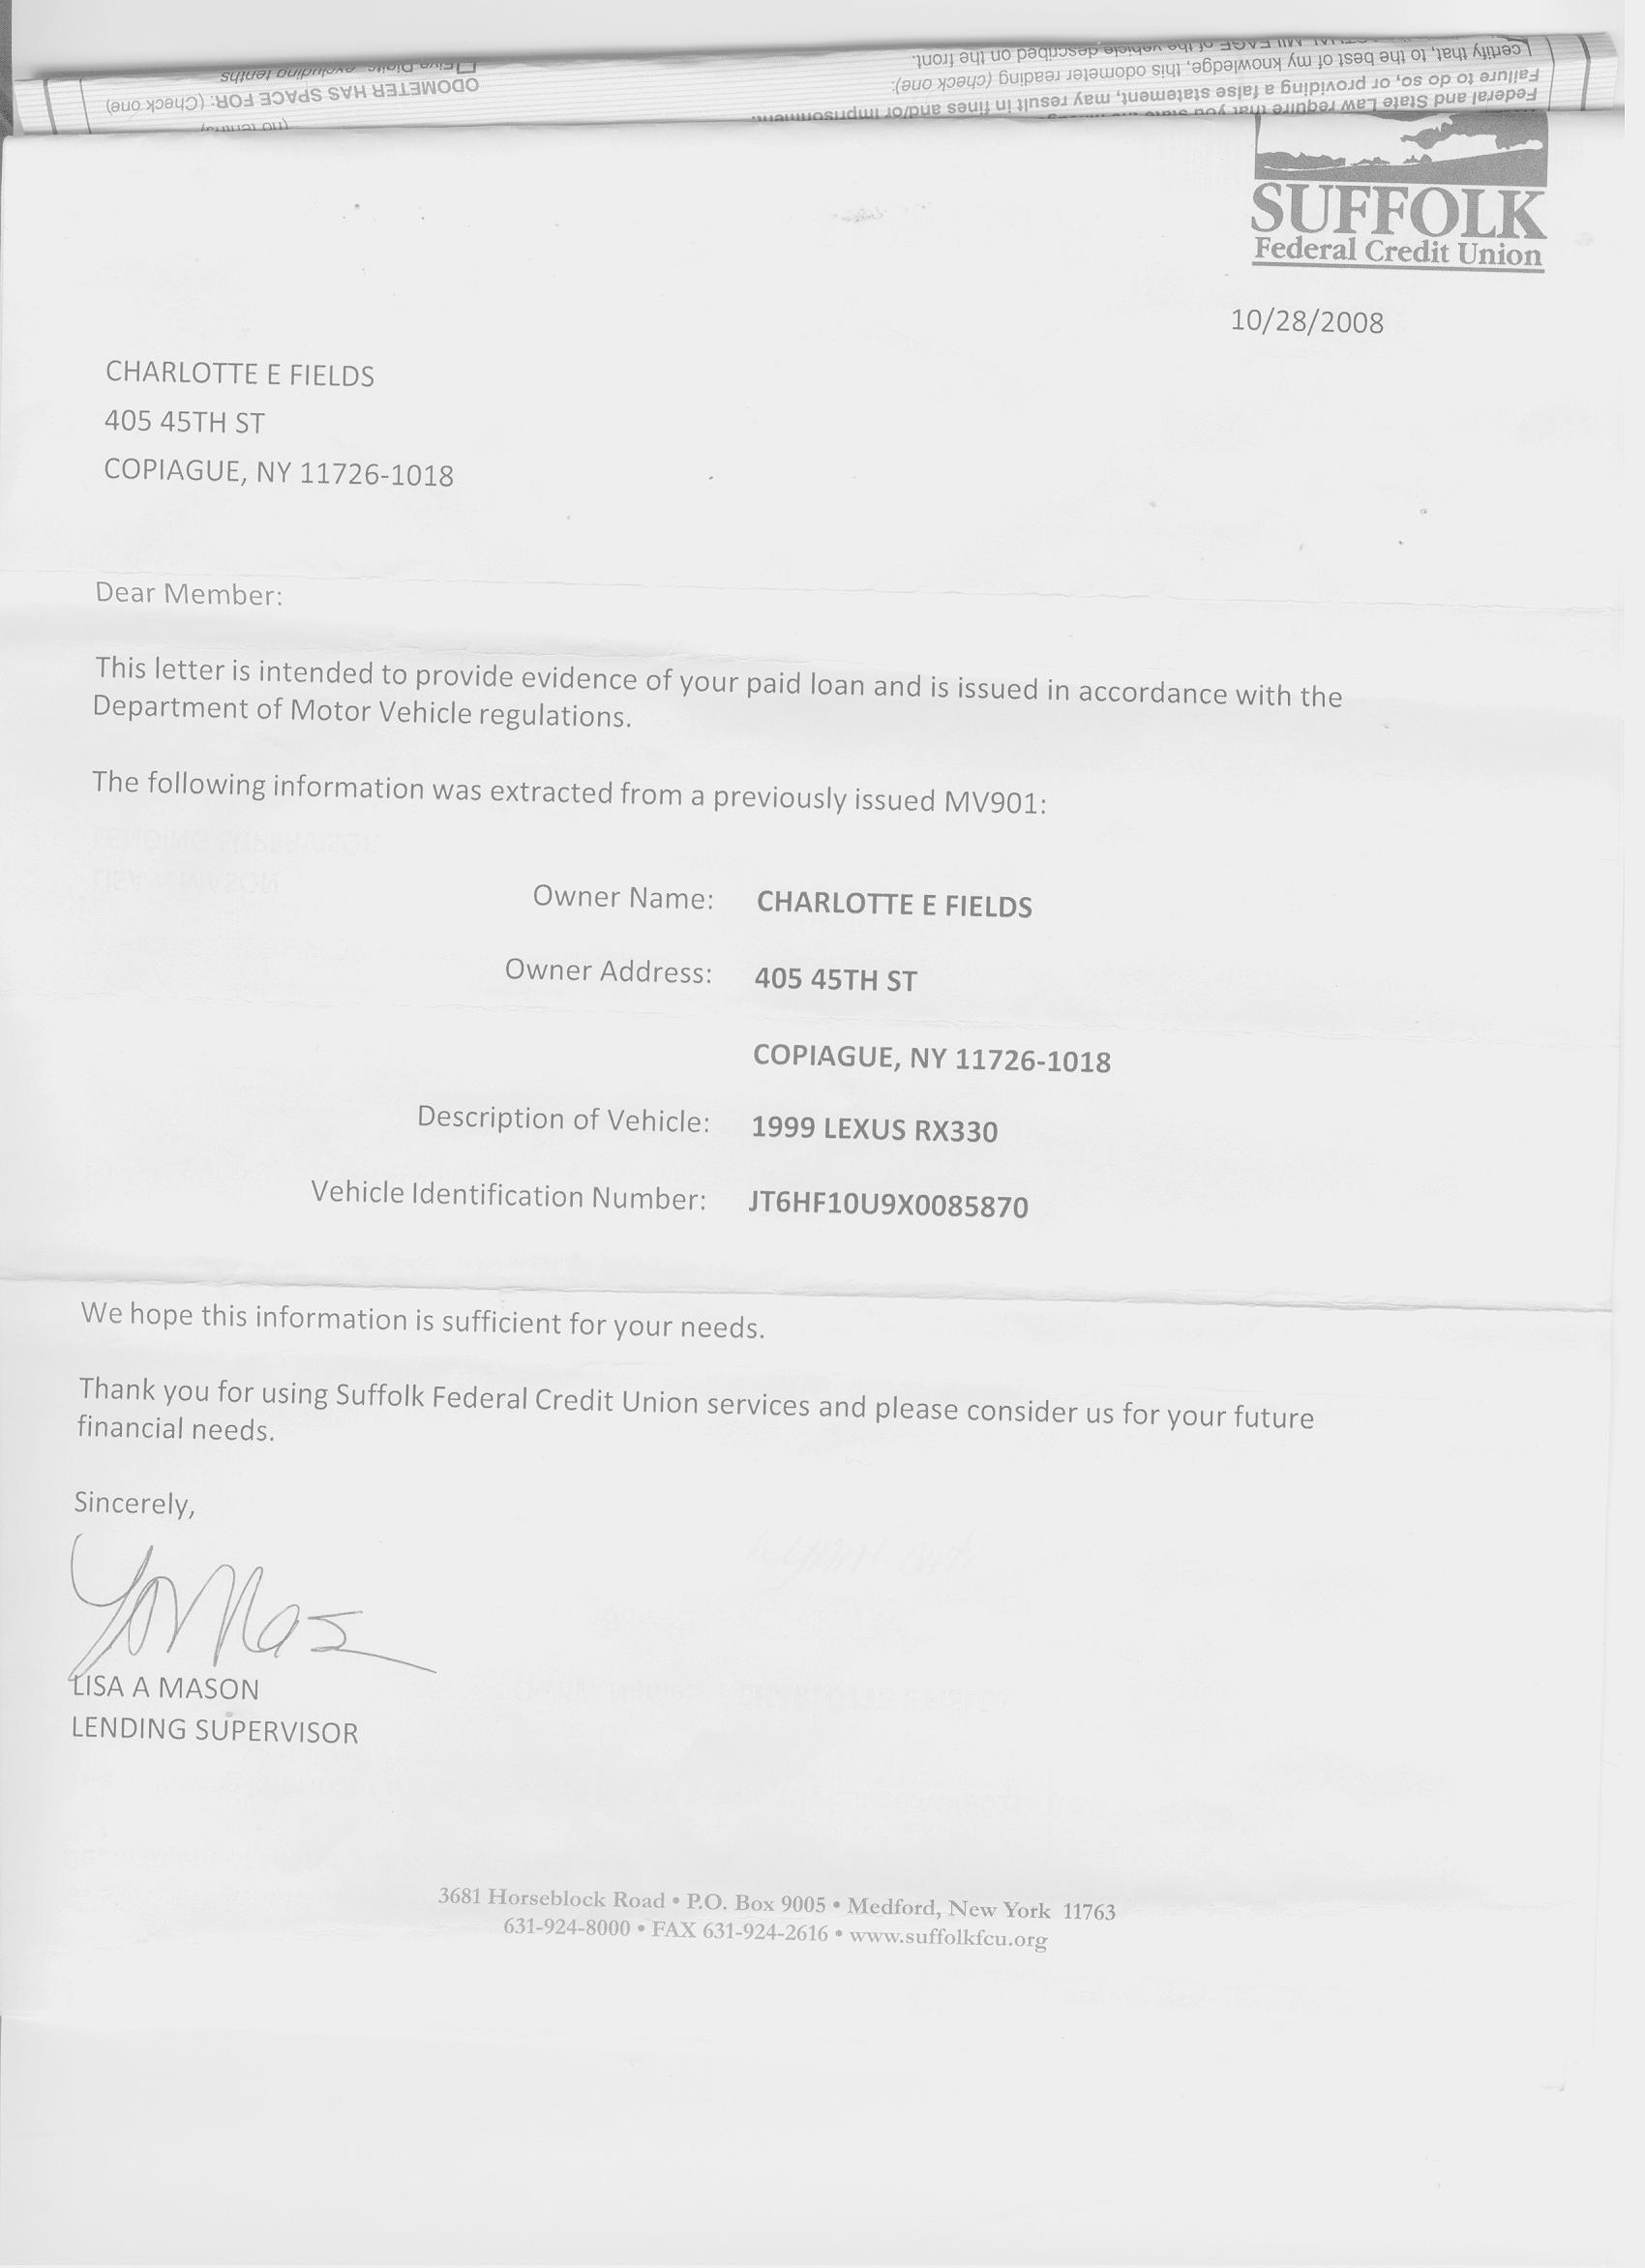 Federal and State Law require that you state the
Failure to do so, or providing a false statement, may result in fines and/or imprisonment.
certify that, to the best of my knowledge, this odometer reading (check one):
of the vehicle described on the front.
ODOMETER HAS SPACE FOR: (Check one)
Five Digits, excluding tenths
SUFFOLK
Federal Credit Union
10/28/2008
CHARLOTTE E FIELDS
405 45TH ST
COPIAGUE, NY 11726-1018
Dear Member:
This letter is intended to provide evidence of your paid loan and is issued in accordance with the
Department of Motor Vehicle regulations.
The following information was extracted from a previously issued MV901:
Owner Name: CHARLOTTE E FIELDS
Owner Address: 405 45TH ST
COPIAGUE, NY 11726-1018
Description of Vehicle: 1999 LEXUS RX330
Vehicle Identification Number: JT6HF10U9X0085870
We hope this information is sufficient for your needs.
Thank you for using Suffolk Federal Credit Union services and please consider us for your future
financial needs.
Sincerely,
LISA A MASON
LENDING SUPERVISOR
3681 Horseblock Road • P.O. Box 9005 • Medford, New York 11763
631-924-8000 • FAX 631-924-2616 • www.suffolkfcu.org